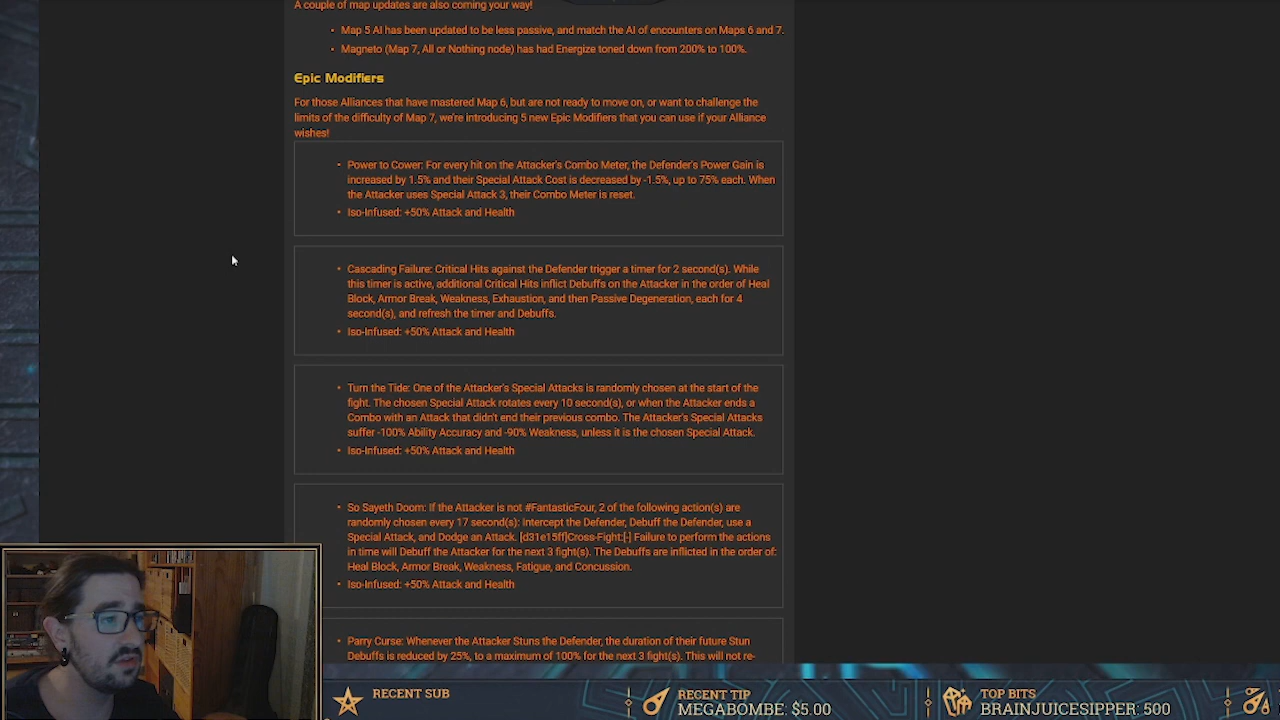 A couple of map updates are also coming your way!
• Map 5 AI has been updated to be less passive, and match the AI of encounters on Maps 6 and 7.
• Magneto (Map 7, All or Nothing node) has had Energize toned down from 200% to 100%.
Epic Modifiers
For those Alliances that have mastered Map 6, but are not ready to move on, or want to challenge the
limits of the difficulty of Map 7, we're introducing 5 new Epic Modifiers that you can use if your Alliance
wishes!
• Power to Cower: For every hit on the Attacker's Combo Meter, the Defender's Power Gain is
increased by 1.5% and their Special Attack Cost is decreased by -1.5%, up to 75% each. When
the Attacker uses Special Attack 3, their Combo Meter is reset.
• Iso-Infused: +50% Attack and Health
• Cascading Failure: Critical Hits against the Defender trigger a timer for 2 second(s). While
this timer is active, additional Critical Hits inflict Debuffs on the Attacker in the order of Heal
Block, Armor Break, Weakness, Exhaustion, and then Passive Degeneration, each for 4
second(s), and refresh the timer and Debuffs.
• Iso-Infused: +50% Attack and Health
• Turn the Tide: One of the Attacker's Special Attacks is randomly chosen at the start of the
fight. The chosen Special Attack rotates every 10 second(s), or when the Attacker ends a
Combo with an Attack that didn't end their previous combo. The Attacker's Special Attacks
suffer -100% Ability Accuracy and -90% Weakness, unless it is the chosen Special Attack.
• Iso-Infused: +50% Attack and Health
• So Sayeth Doom: If the Attacker is not #FantasticFour, 2 of the following action(s) are
randomly chosen every 17 second(s): Intercept the Defender, Debuff the Defender, use a
Special Attack, and Dodge an Attack. [d31e15ff]Cross-Fight:[-] Failure to perform the actions
in time will Debuff the Attacker for the next 3 fight(s). The Debuffs are inflicted in the order of:
Heal Block, Armor Break, Weakness, Fatigue, and Concussion.
• Iso-Infused: +50% Attack and Health
• Parry Curse: Whenever the Attacker Stuns the Defender, the duration of their future Stun
Debuffs is reduced by 25%, to a maximum of 100% for the next 3 fight(s). This will not re-
RECENT SUB
RECENT TIP
MEGABOMBE: $5.00
TOP BITS
BRAINJUICESIPPER: 500